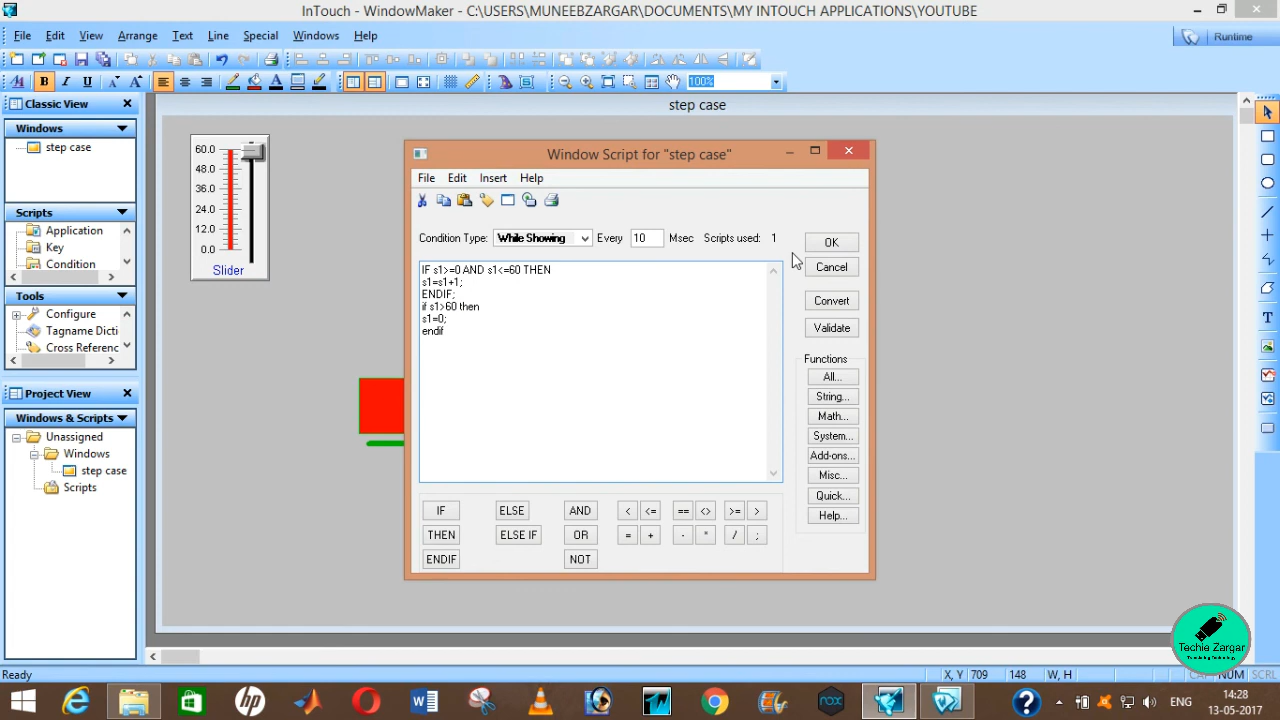 InTouch - WindowMaker - C:\USERS\MUNEEBZARGAR\DOCUMENTS\MY INTOUCH APPLICATIONS\YOUTUBE
File Edit View Arrange Text Line Special Windows Help
Runtime
100%
Classic View
Windows
step case
Scripts
Application
Key
Condition
Tools
Configure
Tagname Dicti
Cross Referenc
Project View
Windows & Scripts
Unassigned
Windows
step case
Scripts
step case
60.0
48.0
36.0
24.0
12.0
0.0
Slider
Window Script for "step case"
File Edit Insert Help
Condition Type: While Showing Every 10 Msec Scripts used: 1
IF s1>=0 AND s1<=60 THEN
s1=s1+1;
ENDIF;
if s1>60 then
s1=0;
endif
OK
Cancel
Convert
Validate
Functions
All...
String...
Math...
System...
Add-ons...
Misc...
Quick...
Help...
IF ELSE AND < <= == <> >= >
THEN ELSE IF OR = + - * / ;
ENDIF NOT
Techie Zargar
Ready
X, Y 709 148 W, H CAP NUM SCRL
ENG
14:28
13-05-2017